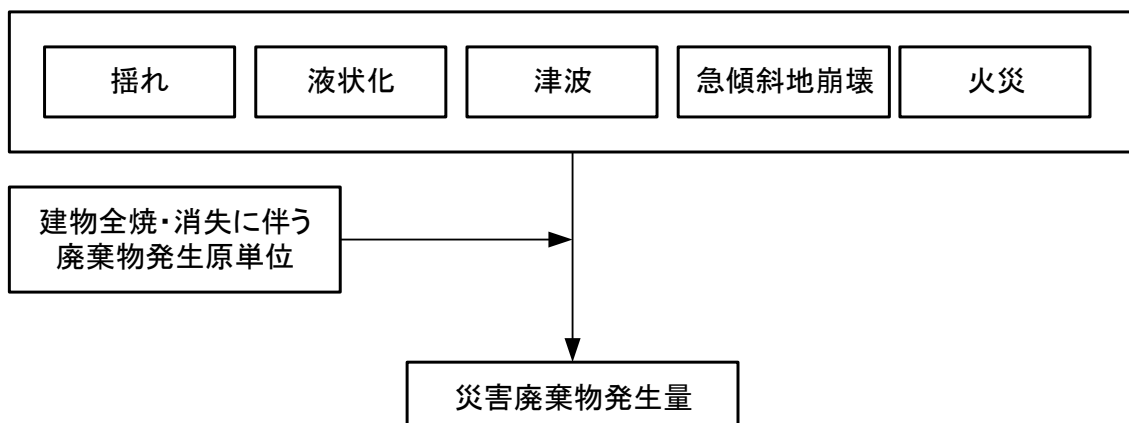 揺れ
液状化
津波
急傾斜地崩壊
火災
建物全焼・消失に伴う
廃棄物発生原単位
災害廃棄物発生量